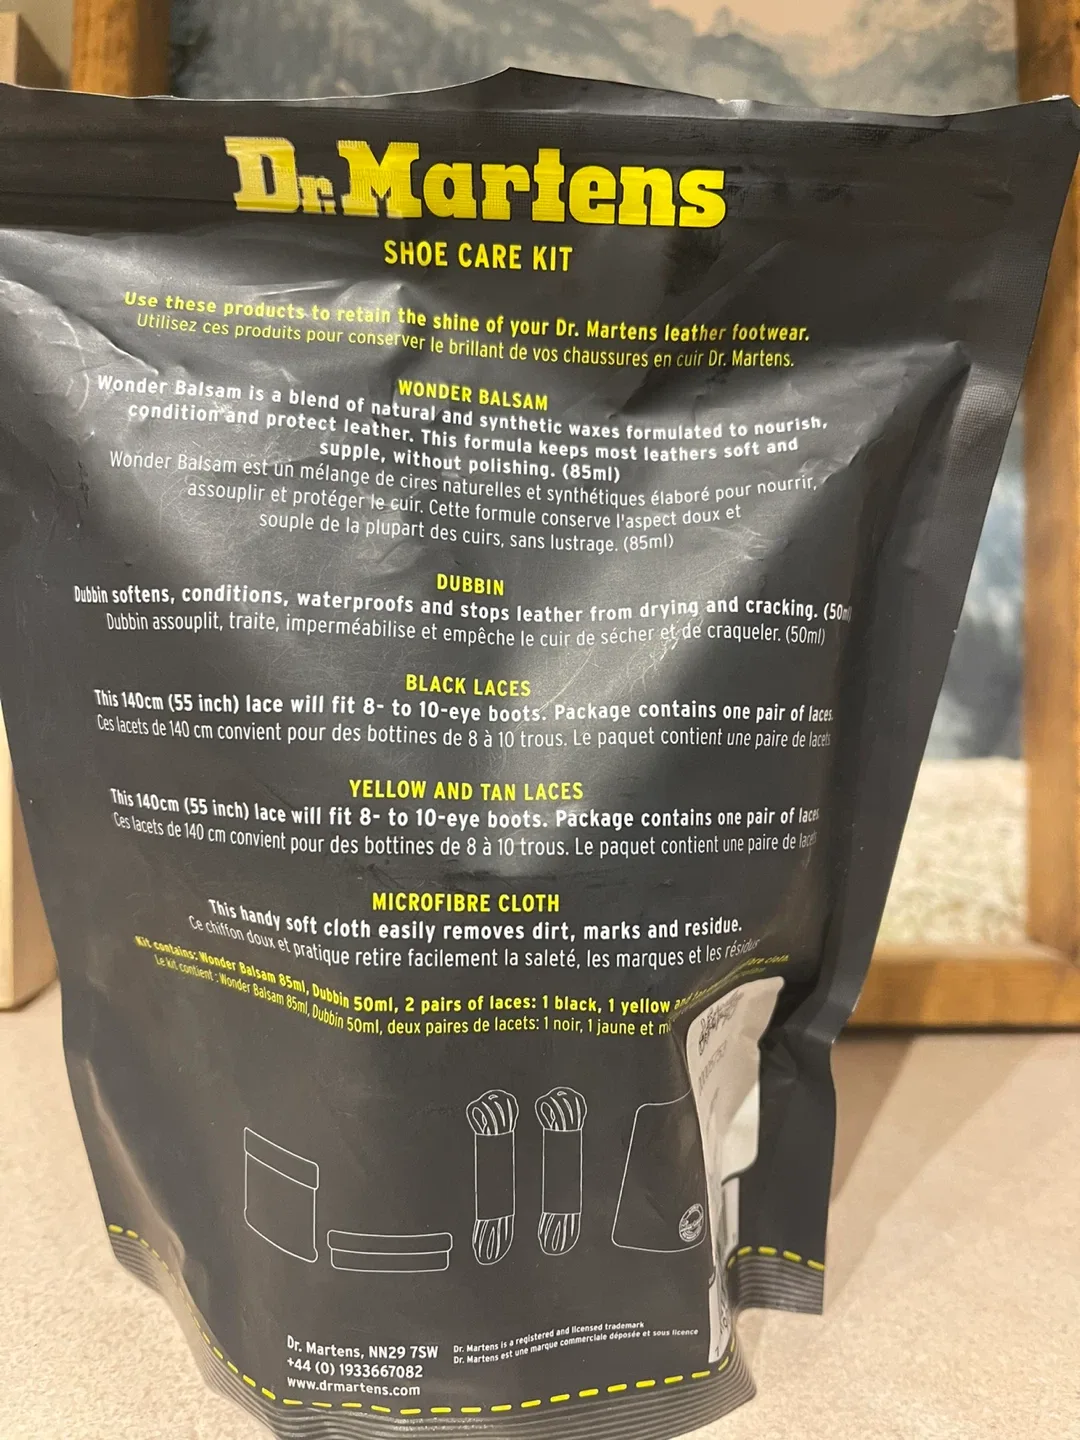 Dr.Martens
SHOE CARE KIT
Use these products to retain the shine of your Dr. Martens leather footwear.
Utilisez ces produits pour conserver le brillant de vos chaussures en cuir Dr. Martens.
WONDER BALSAM
Wonder Balsam is a blend of natural and synthetic waxes formulated to nourish,
condition and protect leather. This formula keeps most leathers soft and
supple, without polishing. (85ml)
Wonder Balsam est un mélange de cires naturelles et synthétiques élaboré pour nourrir,
assouplir et protéger le cuir. Cette formule conserve l'aspect doux et
souple de la plupart des cuirs, sans lustrage. (85ml)
DUBBIN
Dubbin softens, conditions, waterproofs and stops leather from drying and cracking. (50ml)
Dubbin assouplit, traite, imperméabilise et empêche le cuir de sécher et de craqueler. (50ml)
BLACK LACES
This 140cm (55 inch) lace will fit 8- to 10-eye boots. Package contains one pair of laces.
Ces lacets de 140 cm convient pour des bottines de 8 à 10 trous. Le paquet contient une paire de lacets
YELLOW AND TAN LACES
This 140cm (55 inch) lace will fit 8- to 10-eye boots. Package contains one pair of laces
Ces lacets de 140 cm convient pour des bottines de 8 à 10 trous. Le paquet contient une paire de lacets
MICROFIBRE CLOTH
This handy soft cloth easily removes dirt, marks and residue.
Ce chiffon doux et pratique retire facilement la saleté, les marques et les résidus
Kit contains: Wonder Balsam 85ml, Dubbin 50ml, 2 pairs of laces: 1 black, 1 yellow and cloth
Le kit contient : Wonder Balsam 85ml, Dubbin 50ml, deux paires de lacets: 1 noir, 1 jaune et
Dr. Martens, NN29 7SW
+44 (0) 1933667082
www.drmartens.com
Dr. Martens is a registered and licensed trademark
Dr. Martens est une marque commerciale déposée et sous licence